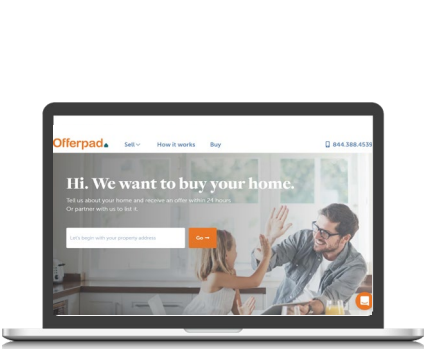 Offerpad.
Sell
How it works
Buy
844.388.4539
Hi. We want to buy your home.
Tell us about your home and receive an offer within 24 hours
Or partner with us to list it.
Let's begin with your property address
Go →